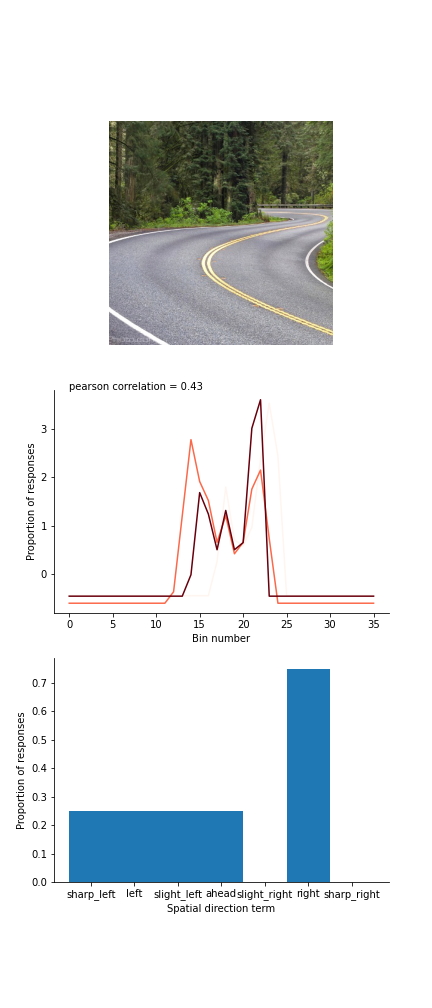 pearson correlation = 0.43
Proportion of responses
3
2
1
0
0 5 10 15 20 25 30 35
Bin number
Proportion of responses
0.7
0.6
0.5
0.4
0.3
0.2
0.1
0.0
sharp_left left slight_left ahead slight_right right sharp_right
Spatial direction term